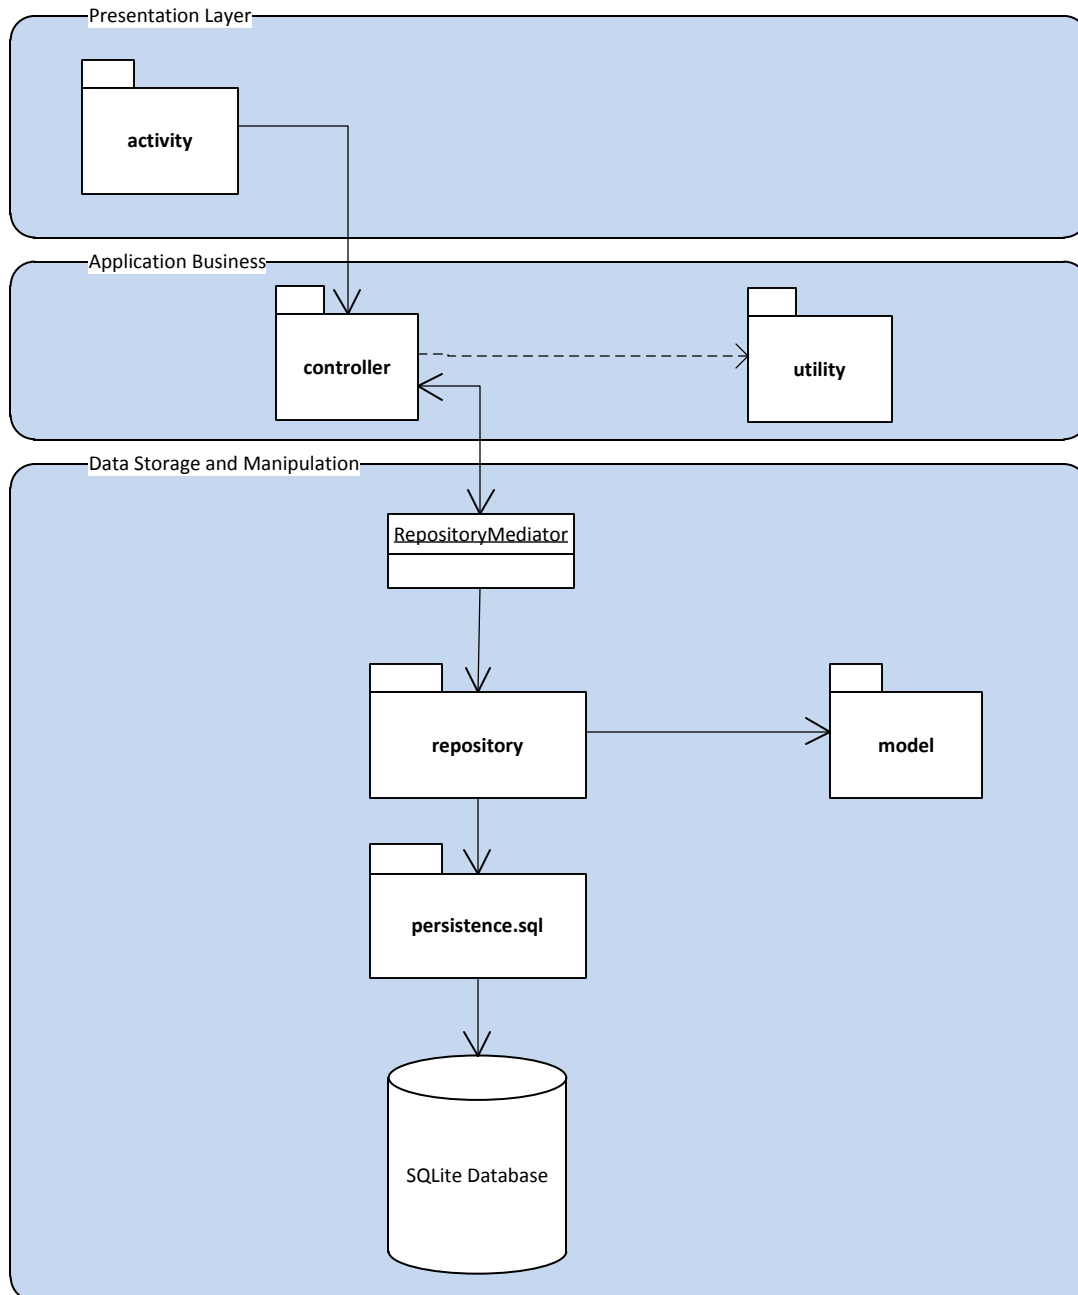 Presentation Layer
activity
Application Business
controller
utility
Data Storage and Manipulation
RepositoryMediator
repository
model
persistence.sql
SQLite Database